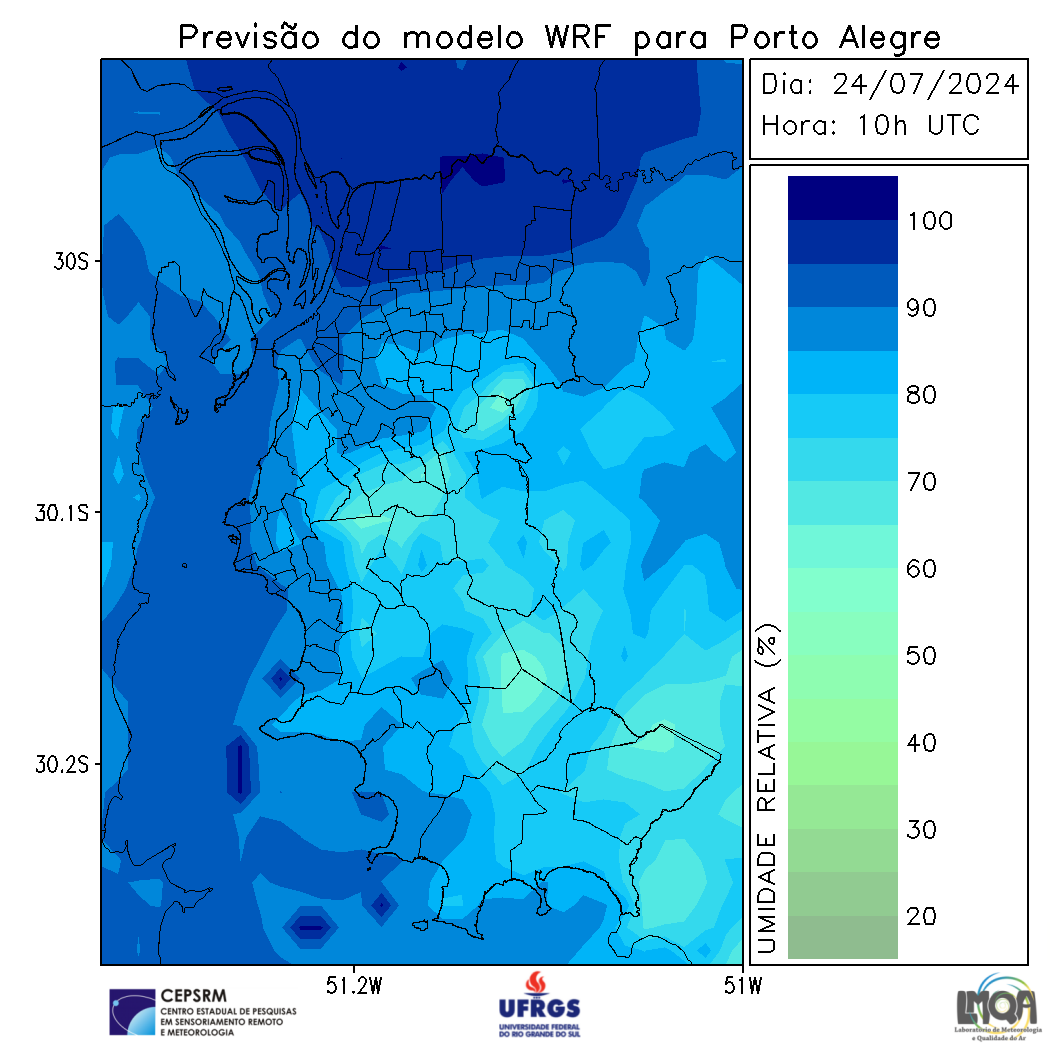 Previsão do modelo WRF para Porto Alegre
Dia: 24/07/2024
Hora: 10h UTC
30S
30.1S
30.2S
51.2W
51W
UMIDADE RELATIVA (%)
100
90
80
70
60
50
40
30
20
CEPSRM
CENTRO ESTADUAL DE PESQUISAS
EM SENSORIAMENTO REMOTO
E METEOROLOGIA
UFRGS
UNIVERSIDADE FEDERAL
DO RIO GRANDE DO SUL
LMQA
Laboratório de Meteorologia
e Qualidade do Ar